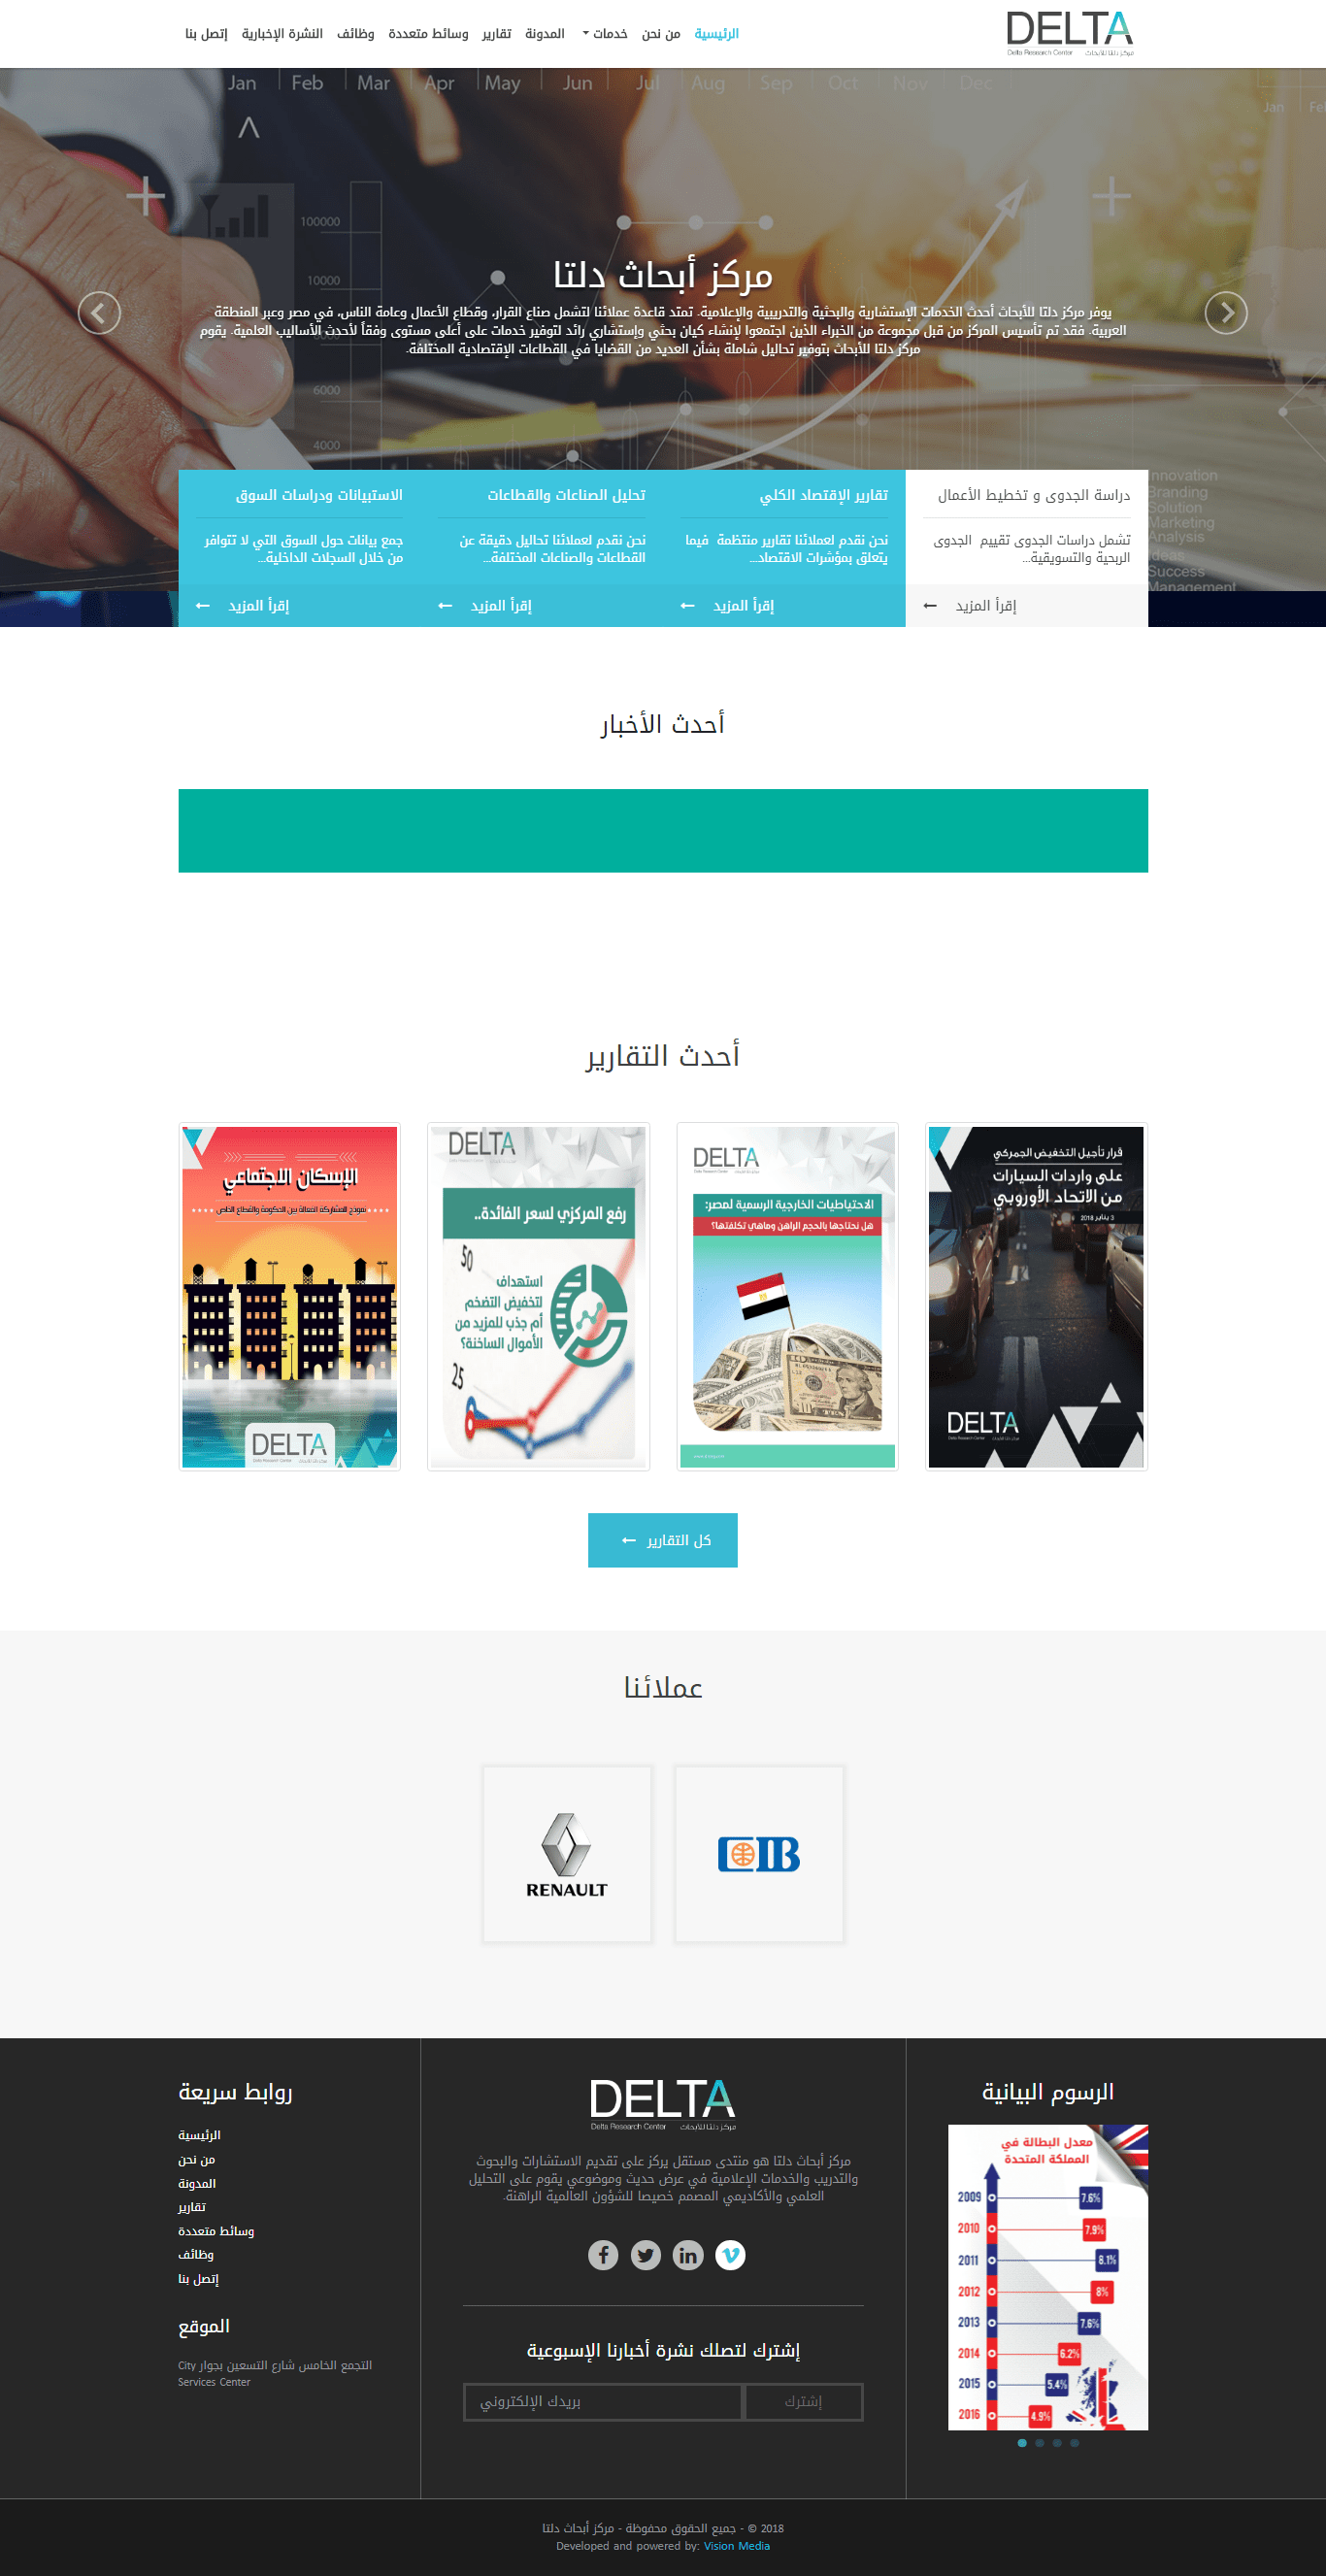 DELTA
Delta Research Center مركز دلتا للأبحاث
الرئيسية من نحن خدمات المدونة تقارير وسائط متعددة وظائف النشرة الإخبارية إتصل بنا
Jan Feb Mar Apr May Jun Jul Aug Sep Oct Nov Dec
Jan
100000
10000
8000
6000
4000
مركز أبحاث دلتا
يوفر مركز دلتا للأبحاث أحدث الخدمات الإستشارية والبحثية والتدريبية والإعلامية. تمتد قاعدة عملائنا لتشمل صناع القرار، وقطاع الأعمال وعامة الناس، في مصر وعبر المنطقة
العربية. فقد تم تأسيس المركز من قبل مجموعة من الخبراء الذين اجتمعوا لإنشاء كيان بحثي وإستشاري رائد لتوفير خدمات على أعلى مستوى وفقاً لأحدث الأساليب العلمية. يقوم
مركز دلتا للأبحاث بتوفير تحاليل شاملة بشأن العديد من القضايا في القطاعات الإقتصادية المختلفة.
Innovation
Branding
Solution
Marketing
Analysis
Ideas
Success
Management
دراسة الجدوى و تخطيط الأعمال
تشمل دراسات الجدوى تقييم الجدوى
الربحية والتسويقية...
إقرأ المزيد
تقارير الإقتصاد الكلي
نحن نقدم لعملائنا تقارير منتظمة فيما
يتعلق بمؤشرات الاقتصاد...
إقرأ المزيد
تحليل الصناعات والقطاعات
نحن نقدم لعملائنا تحاليل دقيقة عن
القطاعات والصناعات المختلفة...
إقرأ المزيد
الاستبيانات ودراسات السوق
جمع بيانات حول السوق التي لا تتوافر
من خلال السجلات الداخلية...
إقرأ المزيد
أحدث الأخبار
أحدث التقارير
قرار تأجيل التخفيض الجمركي
على واردات السيارات
من الاتحاد الأوروبي
3 يناير 2018
DELTA
DELTA
الاحتياطيات الخارجية الرسمية لمصر:
هل نحتاجها بالحجم الراهن وماهي تكلفتها؟
DELTA
رفع المركزي لسعر الفائدة..
50
استهداف
لتخفيض التضخم
أم جذب للمزيد من
الأموال الساخنة؟
25
الإسكان الاجتماعي
نموذج المشاركة الفعالة بين الحكومة والقطاع الخاص
DELTA
كل التقارير
عملائنا
CIB
RENAULT
الرسوم البيانية
معدل البطالة في
المملكة المتحدة
2009 7.6%
2010 7.9%
2011 8.1%
2012 8%
2013 7.6%
2014 6.2%
2015 5.4%
2016 4.9%
DELTA
Delta Research Center مركز دلتا للأبحاث
مركز أبحاث دلتا هو منتدى مستقل يركز على تقديم الاستشارات والبحوث
والتدريب والخدمات الإعلامية في عرض حديث وموضوعي يقوم على التحليل
العلمي والأكاديمي المصمم خصيصا للشؤون العالمية الراهنة.
إشترك لتصلك نشرة أخبارنا الإسبوعية
إشترك
بريدك الإلكتروني
روابط سريعة
الرئيسية
من نحن
المدونة
تقارير
وسائط متعددة
وظائف
إتصل بنا
الموقع
التجمع الخامس شارع التسعين بجوار City
Services Center
2018 © - جميع الحقوق محفوظة - مركز أبحاث دلتا
Developed and powered by: Vision Media